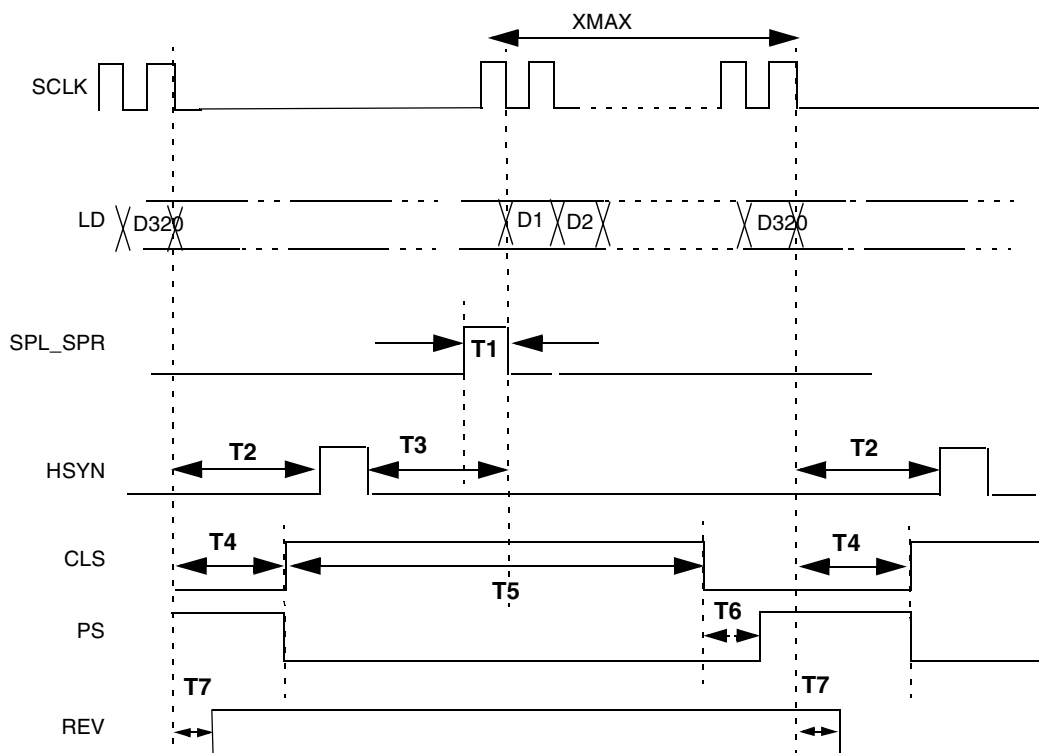 XMAX
SCLK
LD
D320
D1
D2
D320
SPL_SPR
T1
T2
T3
T2
HSYN
T4
T4
CLS
T5
T6
PS
T7
T7
REV